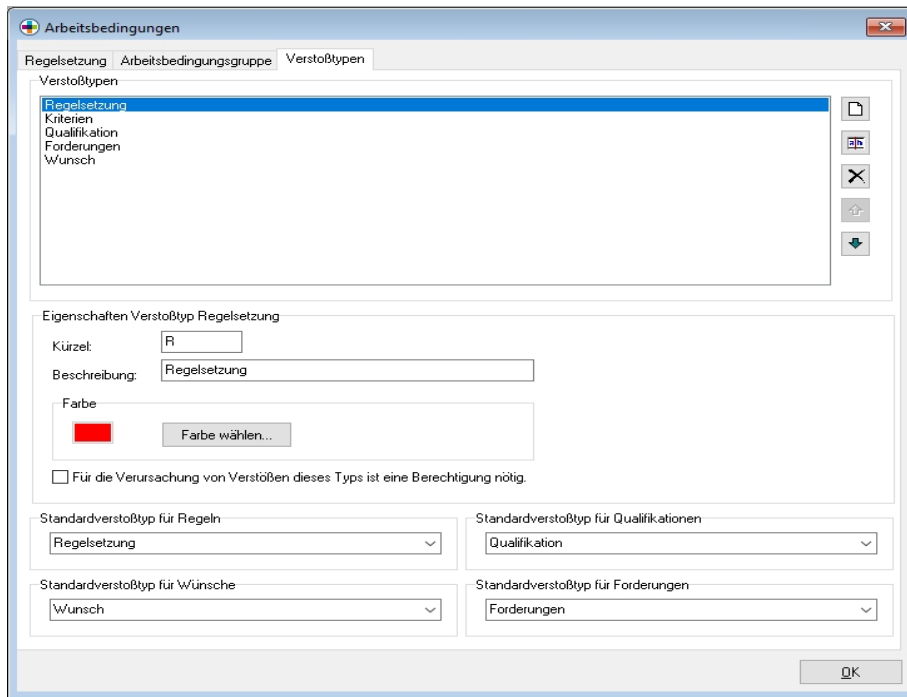 Arbeitsbedingungen
Regelsetzung Arbeitsbedingungsgruppe Verstoßtypen
Verstoßtypen
Regelsetzung
Kriterien
Qualifikation
Forderungen
Wunsch
ab
Eigenschaften Verstoßtyp Regelsetzung
Kürzel: R
Beschreibung: Regelsetzung
Farbe
Farbe wählen...
Für die Verursachung von Verstößen dieses Typs ist eine Berechtigung nötig.
Standardverstoßtyp für Regeln Standardverstoßtyp für Qualifikationen
Regelsetzung Qualifikation
Standardverstoßtyp für Wünsche Standardverstoßtyp für Forderungen
Wunsch Forderungen
OK